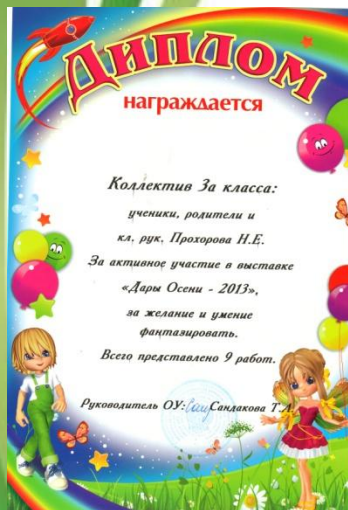 Диплом
награждается
Коллектив 3а класса:
ученики, родители и
кл. рук. Прохорова Н.Е.
За активное участие в выставке
«Дары Осени - 2013»,
за желание и умение
фантазировать.
Всего представлено 9 работ.
Руководитель ОУ: Сандакова Т.А.